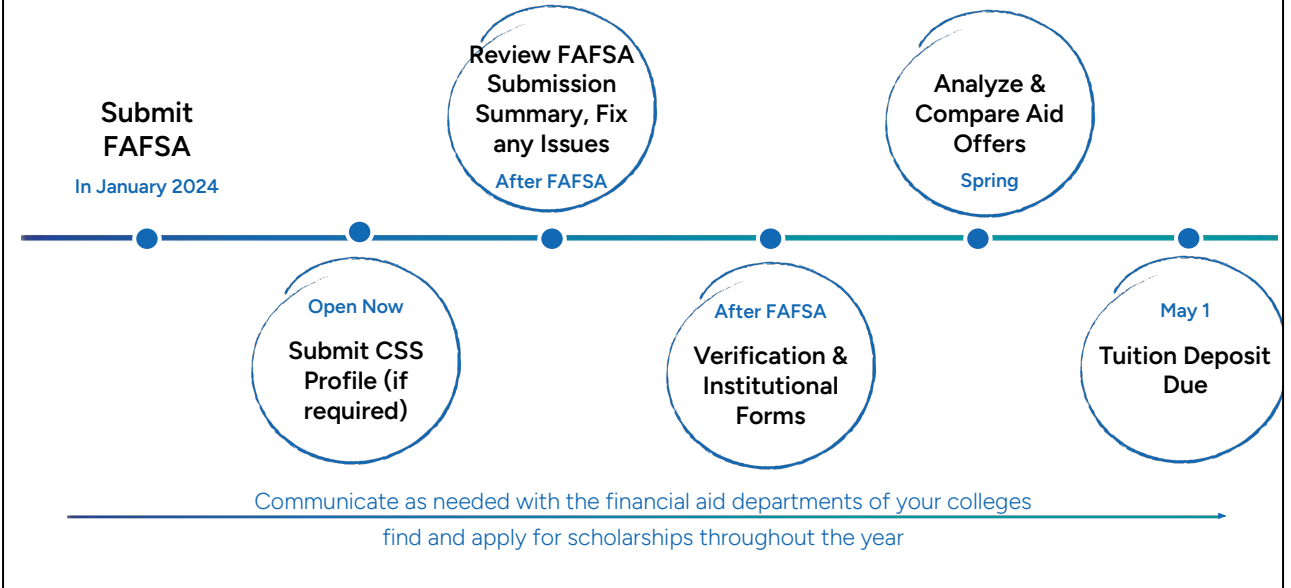 Submit
FAFSA
In January 2024
Open Now
Submit CSS
Profile (if
required)
Review FAFSA
Submission
Summary, Fix
any Issues
After FAFSA
After FAFSA
Verification &
Institutional
Forms
Analyze &
Compare Aid
Offers
Spring
May 1
Tuition Deposit
Due
Communicate as needed with the financial aid departments of your colleges
find and apply for scholarships throughout the year